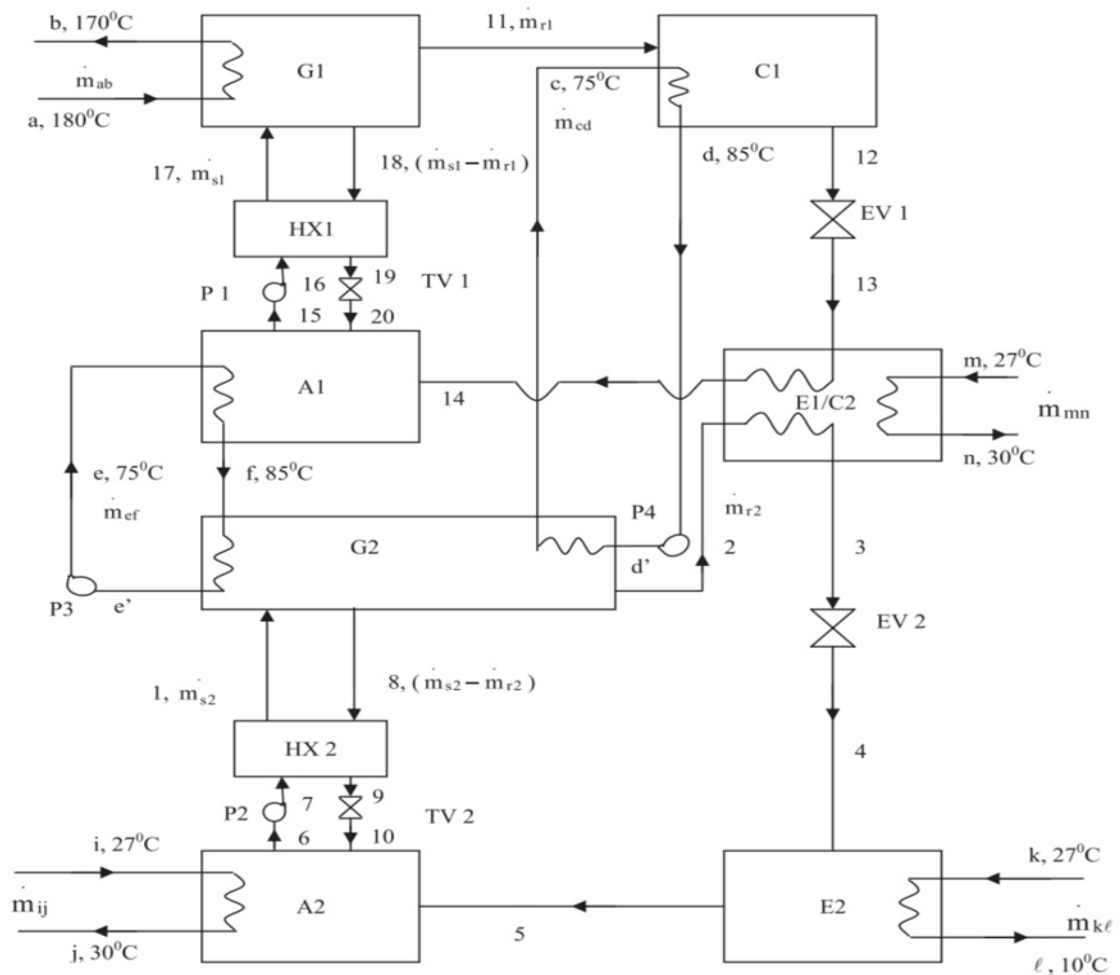 b, 170⁰C
11, ṁr1
G1
C1
ṁab
c, 75⁰C
a, 180⁰C
ṁcd
d, 85⁰C
12
17, ṁs1
18, (ṁs1 − ṁr1)
EV 1
HX1
P 1
16
19
TV 1
13
15
20
m, 27⁰C
A1
14
E1/C2
ṁmn
n, 30⁰C
e, 75⁰C
f, 85⁰C
ṁef
P4
ṁr2
G2
2
3
d'
P3
e'
EV 2
1, ṁs2
8, (ṁs2 − ṁr2)
HX 2
4
P2
7
9
TV 2
6
10
i, 27⁰C
k, 27⁰C
ṁij
A2
E2
ṁkℓ
5
j, 30⁰C
ℓ, 10⁰C